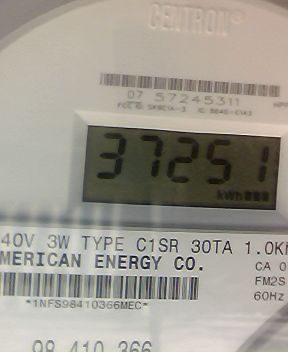 CENTRON®
07 57245311
37251
kWh
40V 3W TYPE C1SR 30TA 1.0K
MERICAN ENERGY CO.
CA 0
FM2S
60Hz
*1NFS98410366MEC*
98 410 366